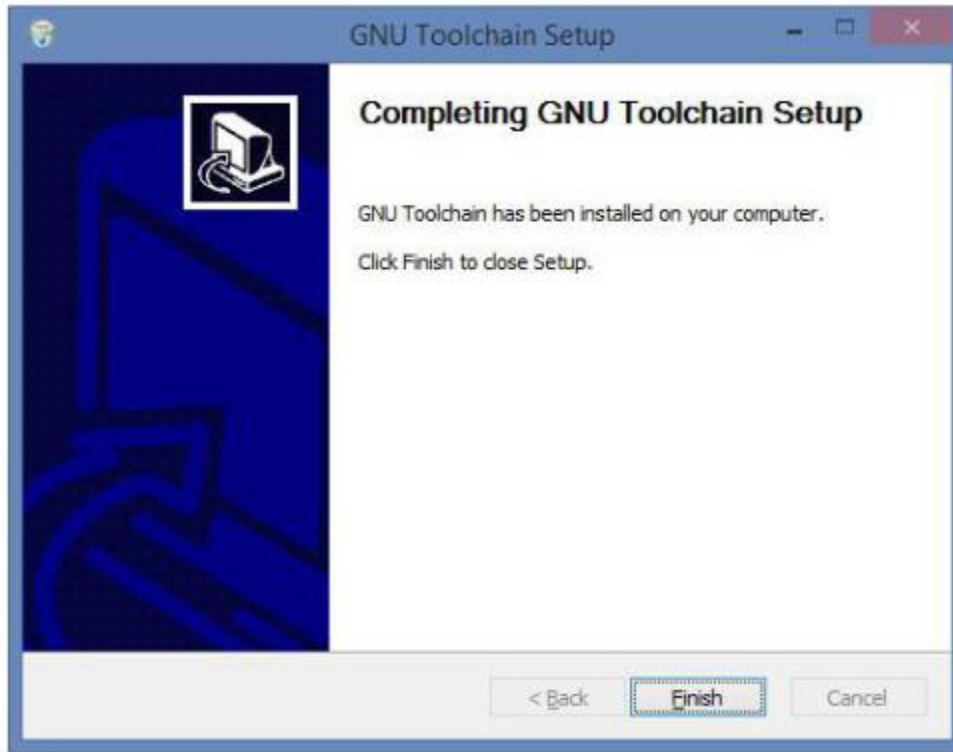 GNU Toolchain Setup
Completing GNU Toolchain Setup
GNU Toolchain has been installed on your computer.
Click Finish to close Setup.
< Back
Finish
Cancel